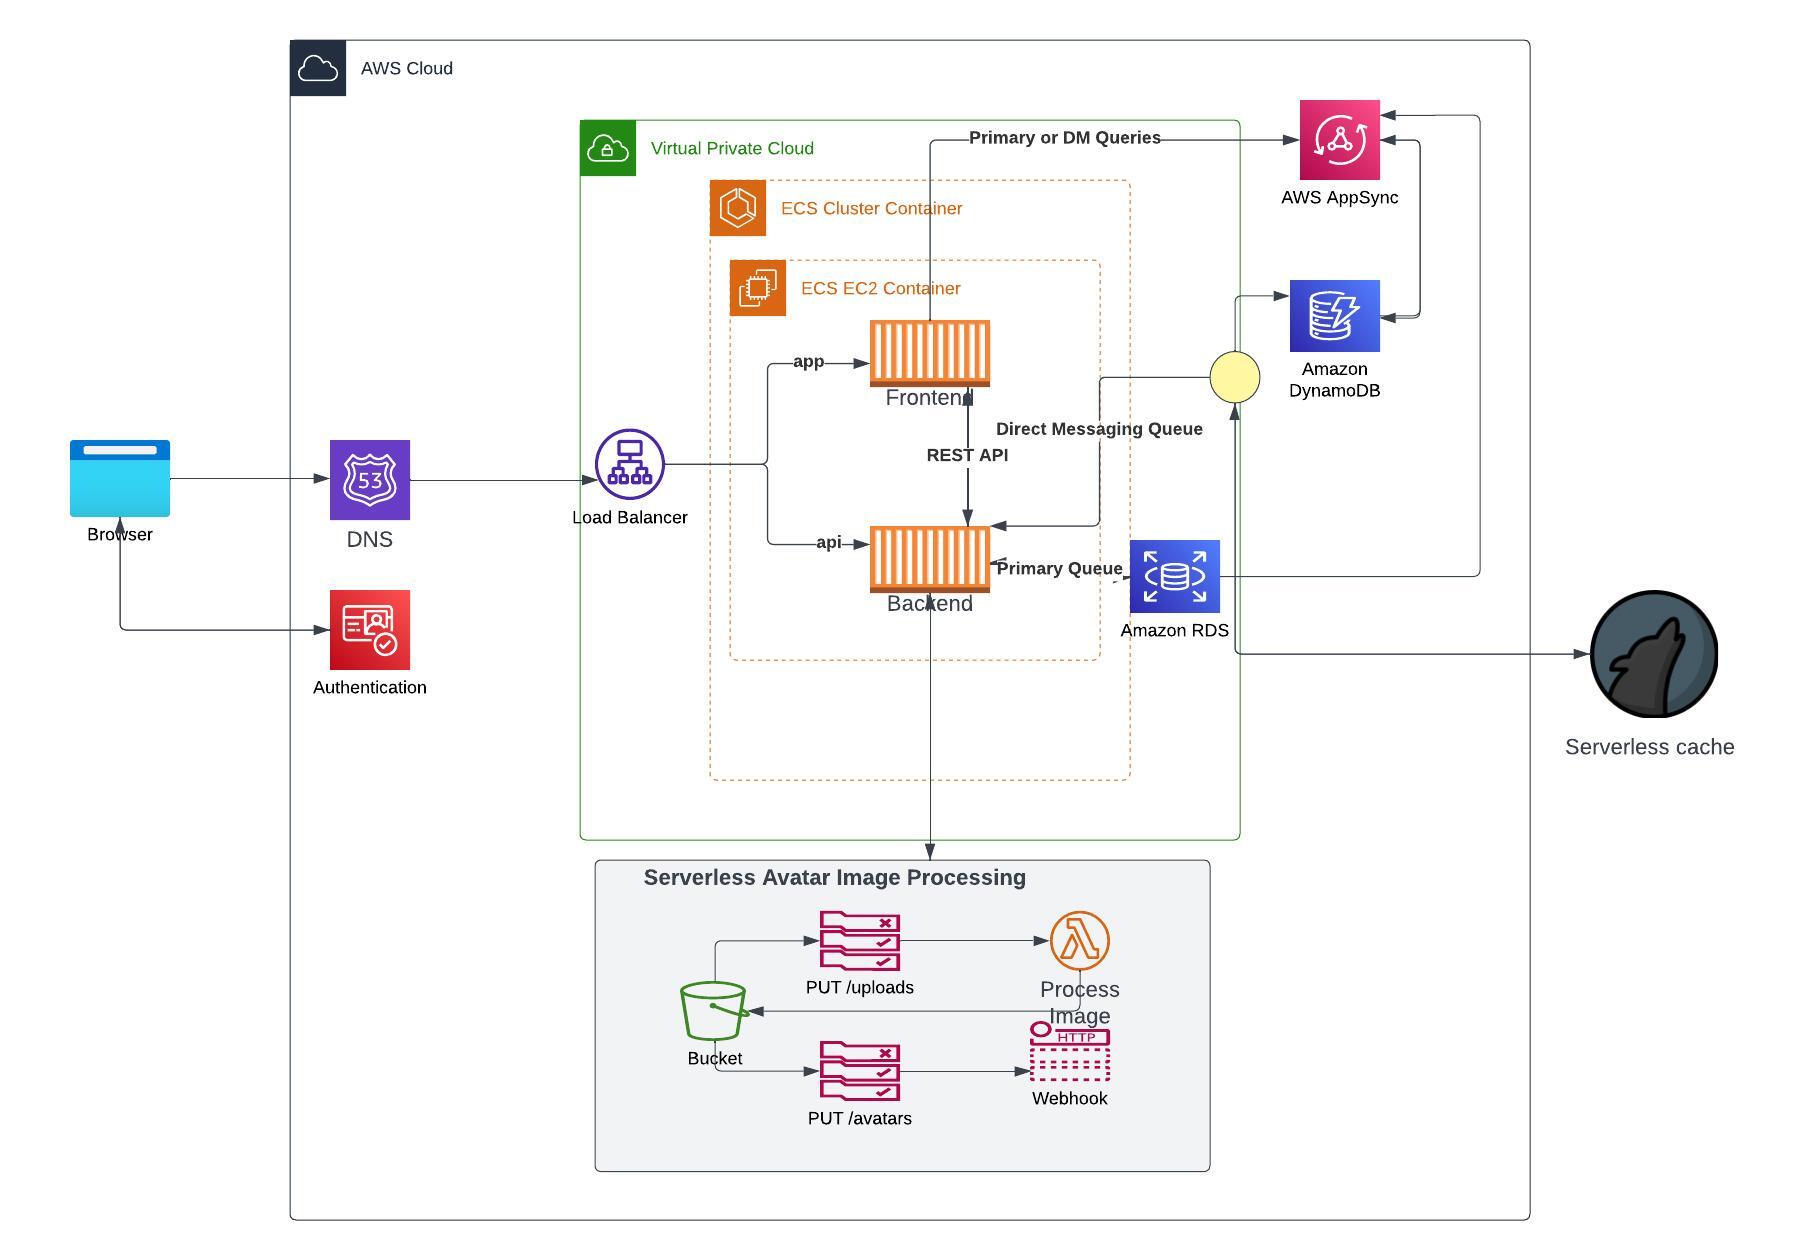 AWS Cloud
Virtual Private Cloud
Primary or DM Queries
AWS AppSync
ECS Cluster Container
ECS EC2 Container
app
Frontend
Amazon
DynamoDB
Direct Messaging Queue
REST API
Browser
53
DNS
Load Balancer
api
Primary Queue
Backend
Amazon RDS
Authentication
Serverless cache
Serverless Avatar Image Processing
PUT /uploads
Process
Image
HTTP
Bucket
Webhook
PUT /avatars